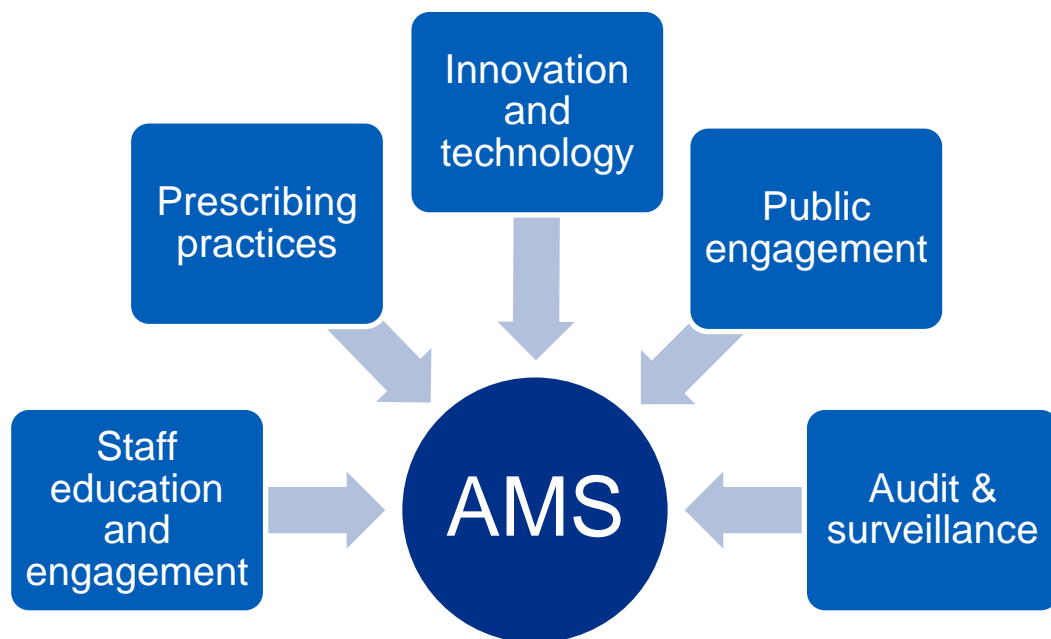 Innovation
and
technology
Prescribing
practices
Public
engagement
Staff
education
and
engagement
AMS
Audit &
surveillance